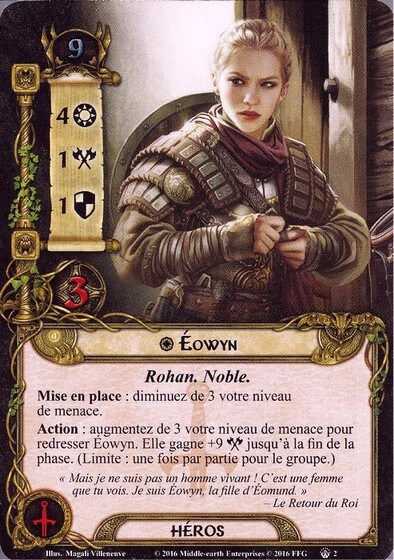 9
4
1
1
3
Éowyn
Rohan. Noble.
Mise en place : diminuez de 3 votre niveau
de menace.
Action : augmentez de 3 votre niveau de menace pour
redresser Éowyn. Elle gagne +9 jusqu'à la fin de la
phase. (Limite : une fois par partie pour le groupe.)
« Mais je ne suis pas un homme vivant ! C'est une femme
que tu vois. Je suis Éowyn, la fille d'Éomund. »
– Le Retour du Roi
HÉROS
Illus. Magali Villeneuve © 2016 Middle-earth Enterprises © 2016 FFG 2